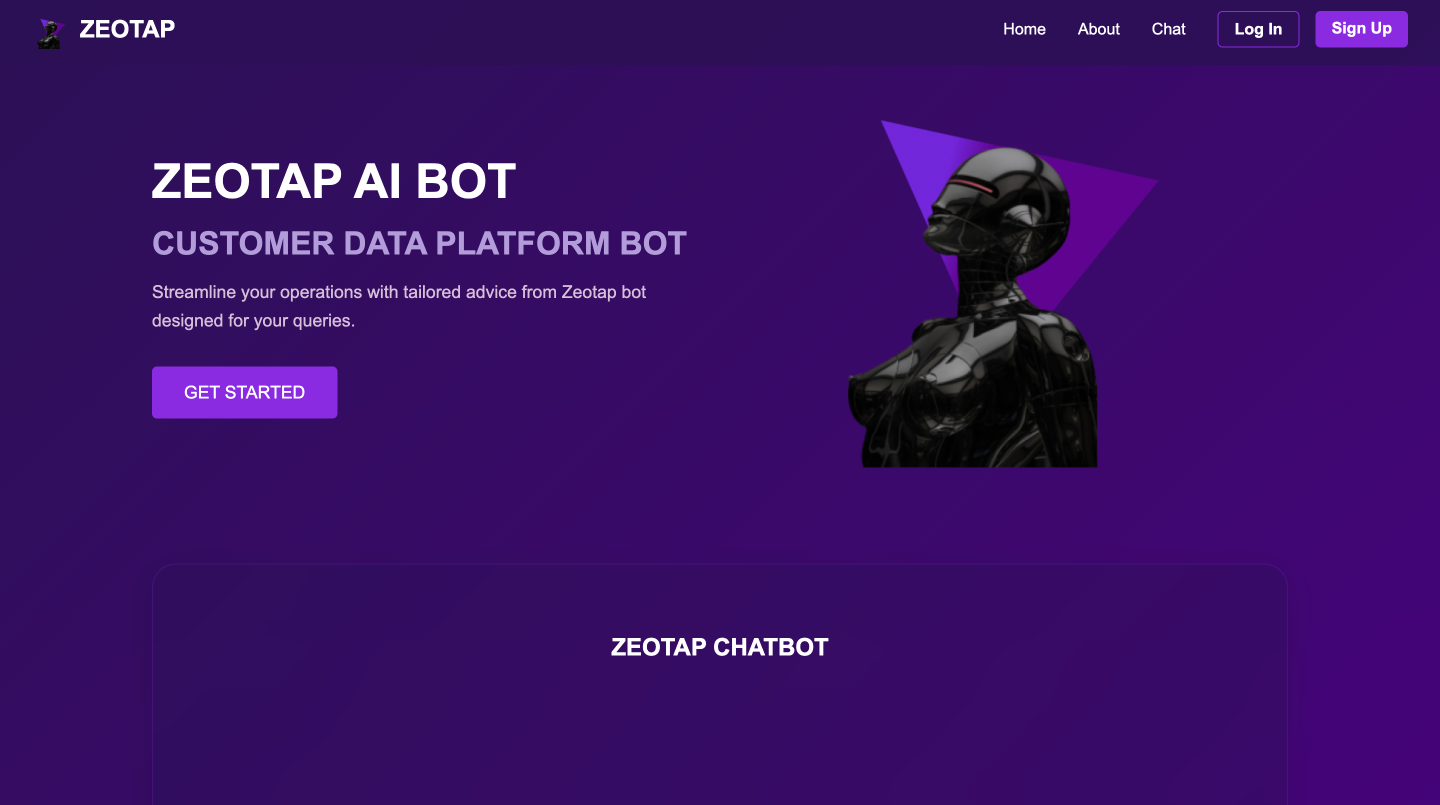 ZEOTAP
Home
About
Chat
Log In
Sign Up
ZEOTAP AI BOT
CUSTOMER DATA PLATFORM BOT
Streamline your operations with tailored advice from Zeotap bot
designed for your queries.
GET STARTED
ZEOTAP CHATBOT